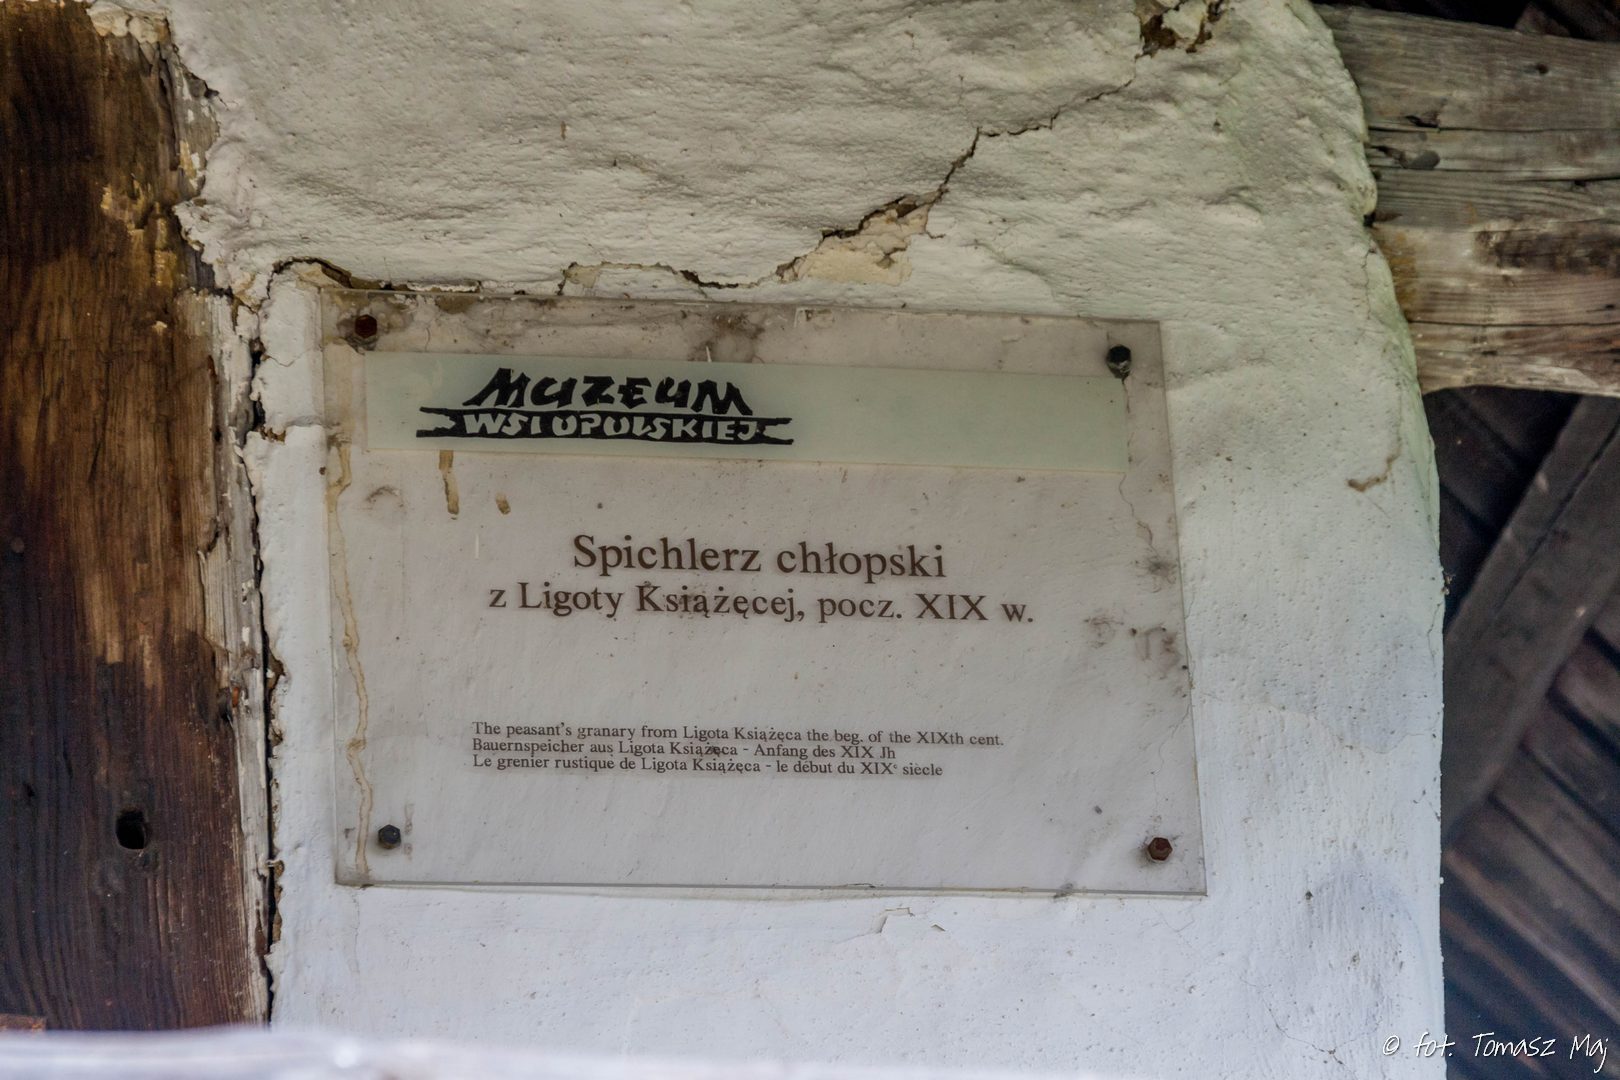 MUZEUM
WSI OPOLSKIEJ
Spichlerz chłopski
z Ligoty Książęcej, pocz. XIX w.
The peasant's granary from Ligota Książęca the beg. of the XIXth cent.
Bauernspeicher aus Ligota Książęca - Anfang des XIX Jh
Le grenier rustique de Ligota Książęca - le début du XIXᵉ siècle
© fot. Tomasz Maj